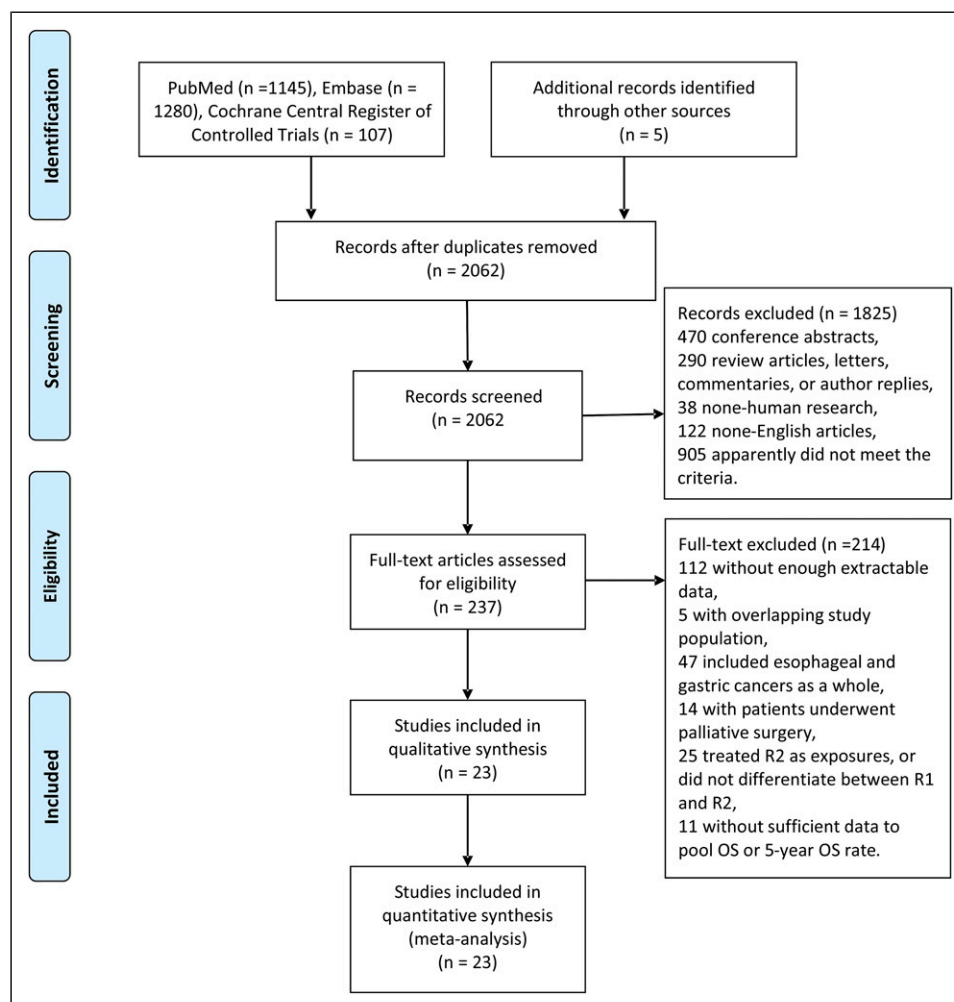 Identification
PubMed (n =1145), Embase (n =
1280), Cochrane Central Register of
Controlled Trials (n = 107)
Additional records identified
through other sources
(n = 5)
Records after duplicates removed
(n = 2062)
Screening
Records screened
(n = 2062
Records excluded (n = 1825)
470 conference abstracts,
290 review articles, letters,
commentaries, or author replies,
38 none-human research,
122 none-English articles,
905 apparently did not meet the
criteria.
Eligibility
Full-text articles assessed
for eligibility
(n = 237)
Full-text excluded (n =214)
112 without enough extractable
data,
5 with overlapping study
population,
47 included esophageal and
gastric cancers as a whole,
14 with patients underwent
palliative surgery,
25 treated R2 as exposures, or
did not differentiate between R1
and R2,
11 without sufficient data to
pool OS or 5-year OS rate.
Included
Studies included in
qualitative synthesis
(n = 23)
Studies included in
quantitative synthesis
(meta-analysis)
(n = 23)